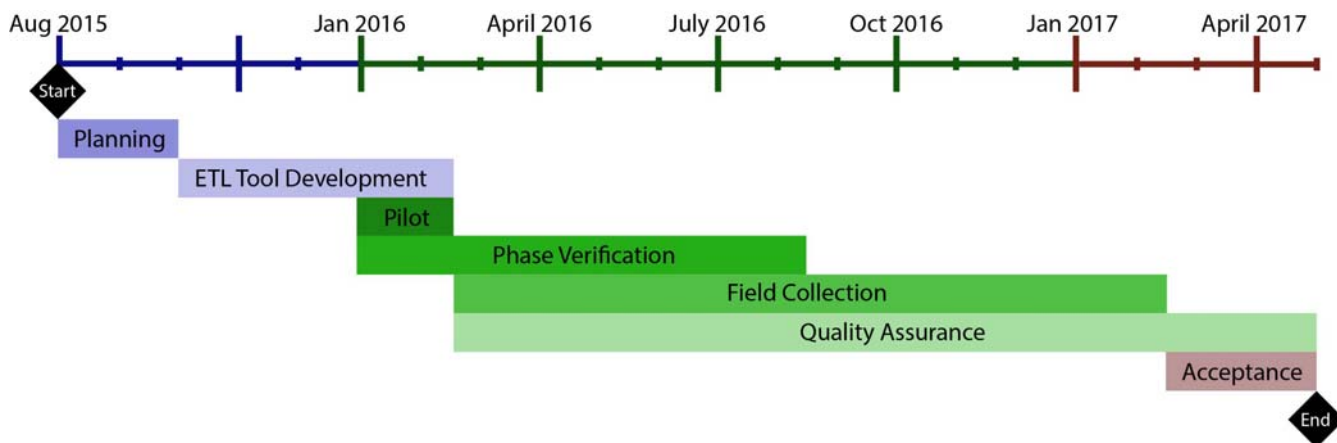 Aug 2015 Jan 2016 April 2016 July 2016 Oct 2016 Jan 2017 April 2017
Start
Planning
ETL Tool Development
Pilot
Phase Verification
Field Collection
Quality Assurance
Acceptance
End